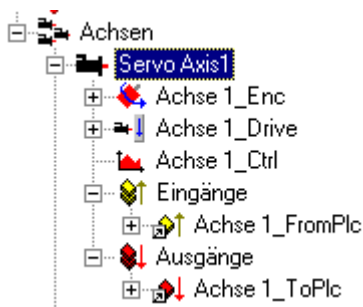 Achsen
Servo Axis1
Achse 1_Enc
Achse 1_Drive
Achse 1_Ctrl
Eingänge
Achse 1_FromPlc
Ausgänge
Achse 1_ToPlc